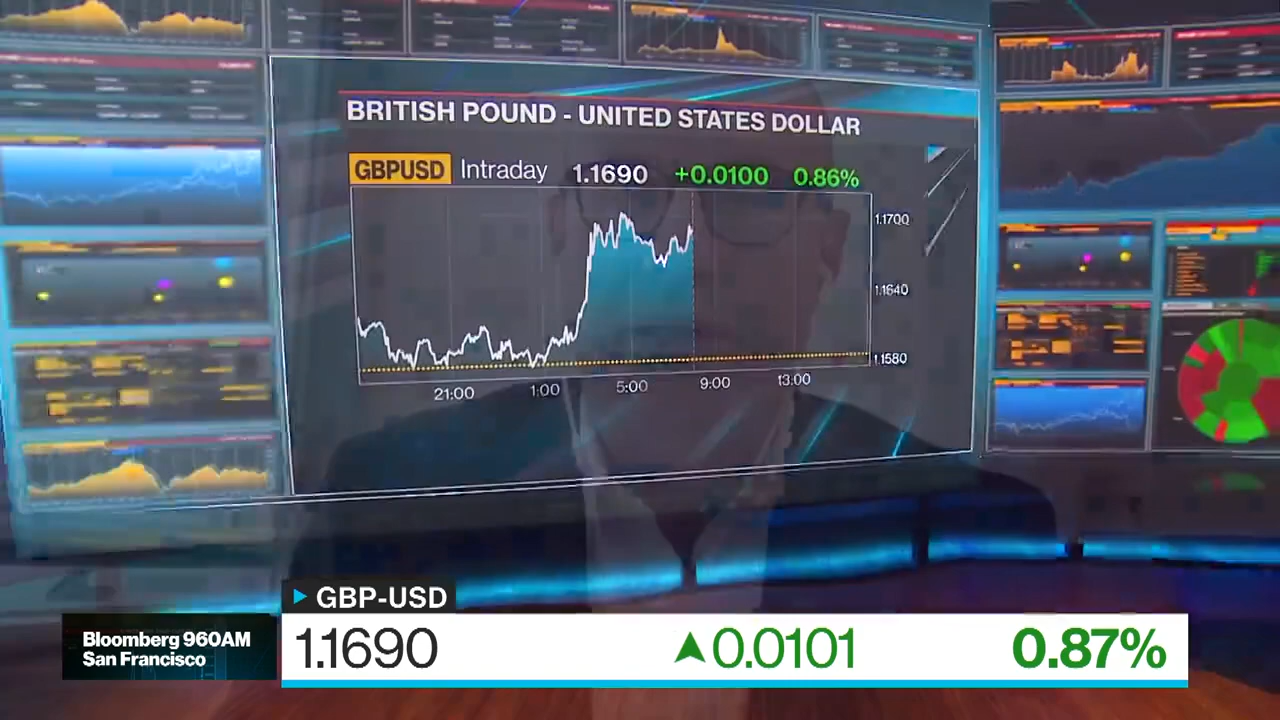 BRITISH POUND - UNITED STATES DOLLAR
GBPUSD Intraday 1.1690 +0.0100 0.86%
1.1700
1.1640
1.1580
21:00 1:00 5:00 9:00 13:00
GBP-USD
Bloomberg 960AM
San Francisco
1.1690 ▲0.0101 0.87%